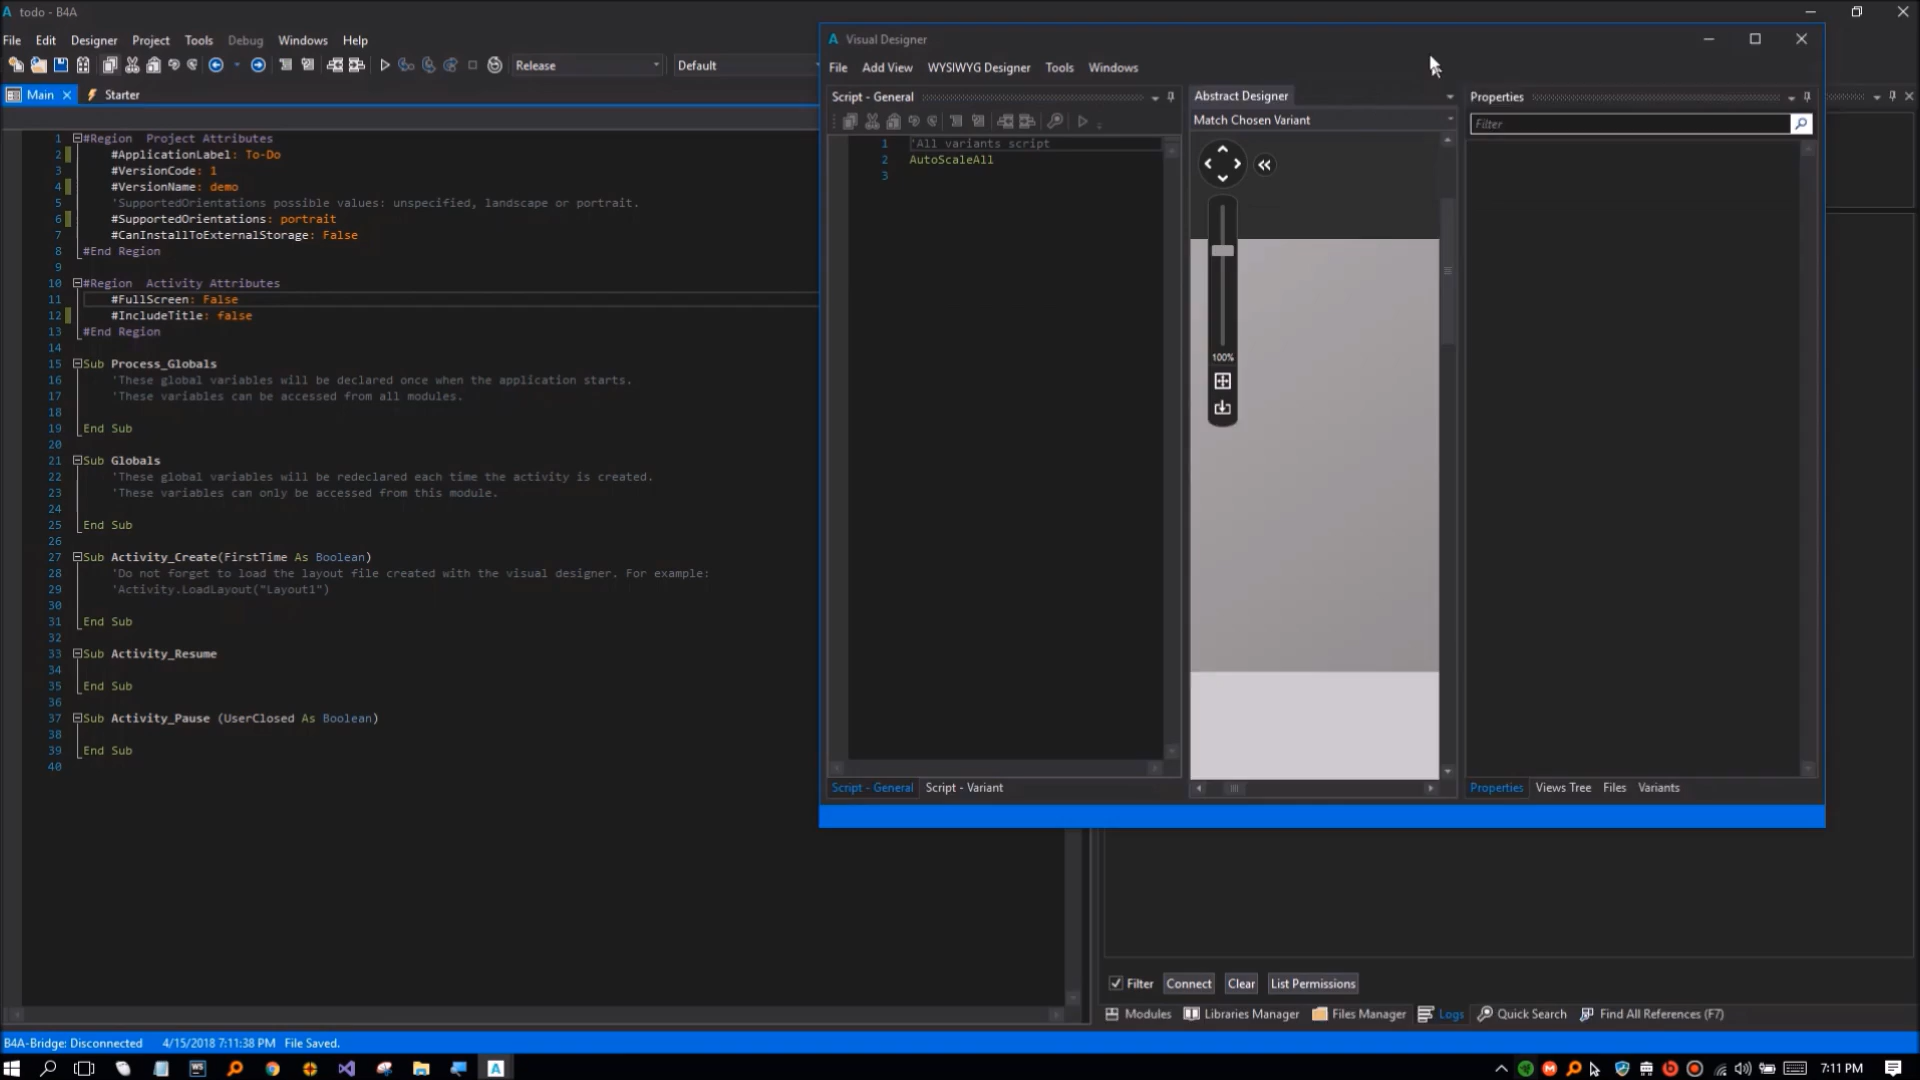 todo - B4A
File Edit Designer Project Tools Debug Windows Help
Release
Default
Main
Starter
1 #Region Project Attributes
2 #ApplicationLabel: To-Do
3 #VersionCode: 1
4 #VersionName: demo
5 'SupportedOrientations possible values: unspecified, landscape or portrait.
6 #SupportedOrientations: portrait
7 #CanInstallToExternalStorage: False
8 #End Region
9
10 #Region Activity Attributes
11 #FullScreen: False
12 #IncludeTitle: false
13 #End Region
14
15 Sub Process_Globals
16 'These global variables will be declared once when the application starts.
17 'These variables can be accessed from all modules.
18
19 End Sub
20
21 Sub Globals
22 'These global variables will be redeclared each time the activity is created.
23 'These variables can only be accessed from this module.
24
25 End Sub
26
27 Sub Activity_Create(FirstTime As Boolean)
28 'Do not forget to load the layout file created with the visual designer. For example:
29 'Activity.LoadLayout("Layout1")
30
31 End Sub
32
33 Sub Activity_Resume
34
35 End Sub
36
37 Sub Activity_Pause (UserClosed As Boolean)
38
39 End Sub
40
Visual Designer
File Add View WYSIWYG Designer Tools Windows
Script - General
1 'All variants script
2 AutoScaleAll
3
Script - General Script - Variant
Abstract Designer
Match Chosen Variant
100%
Properties
Filter
Properties Views Tree Files Variants
Filter Connect Clear List Permissions
Modules Libraries Manager Files Manager Logs Quick Search Find All References (F7)
B4A-Bridge: Disconnected 4/15/2018 7:11:38 PM File Saved.
7:11 PM